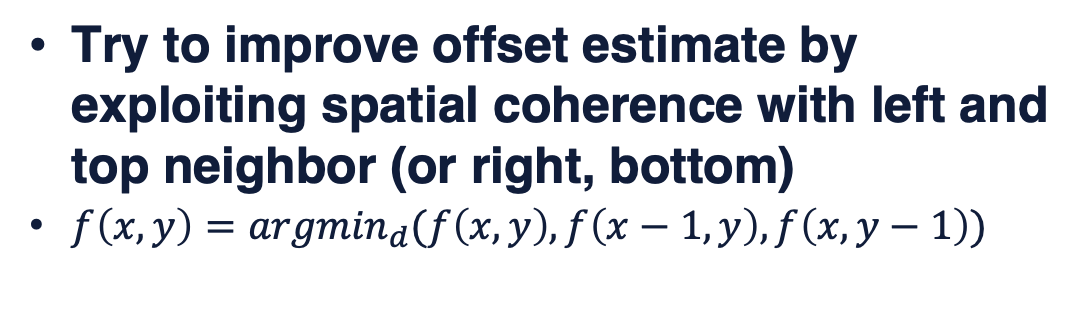 • Try to improve offset estimate by
exploiting spatial coherence with left and
top neighbor (or right, bottom)
• f(x, y) = argmin_d(f(x, y), f(x − 1, y), f(x, y − 1))